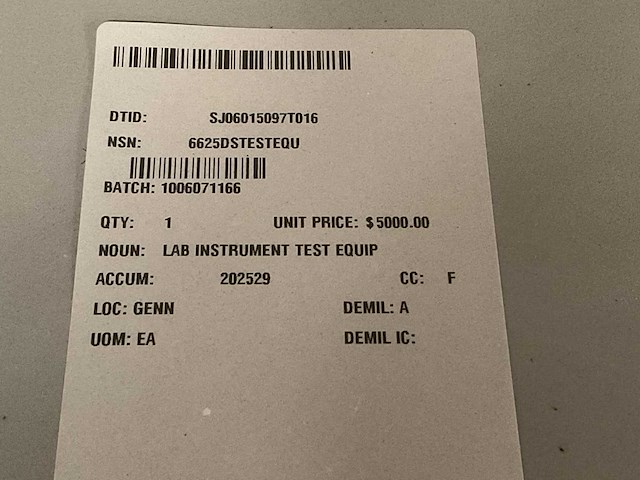 DTID: SJ06015097T016
NSN: 6625DSTESTEQU
BATCH: 1006071166
QTY: 1 UNIT PRICE: $5000.00
NOUN: LAB INSTRUMENT TEST EQUIP
ACCUM: 202529 CC: F
LOC: GENN DEMIL: A
UOM: EA DEMIL IC: